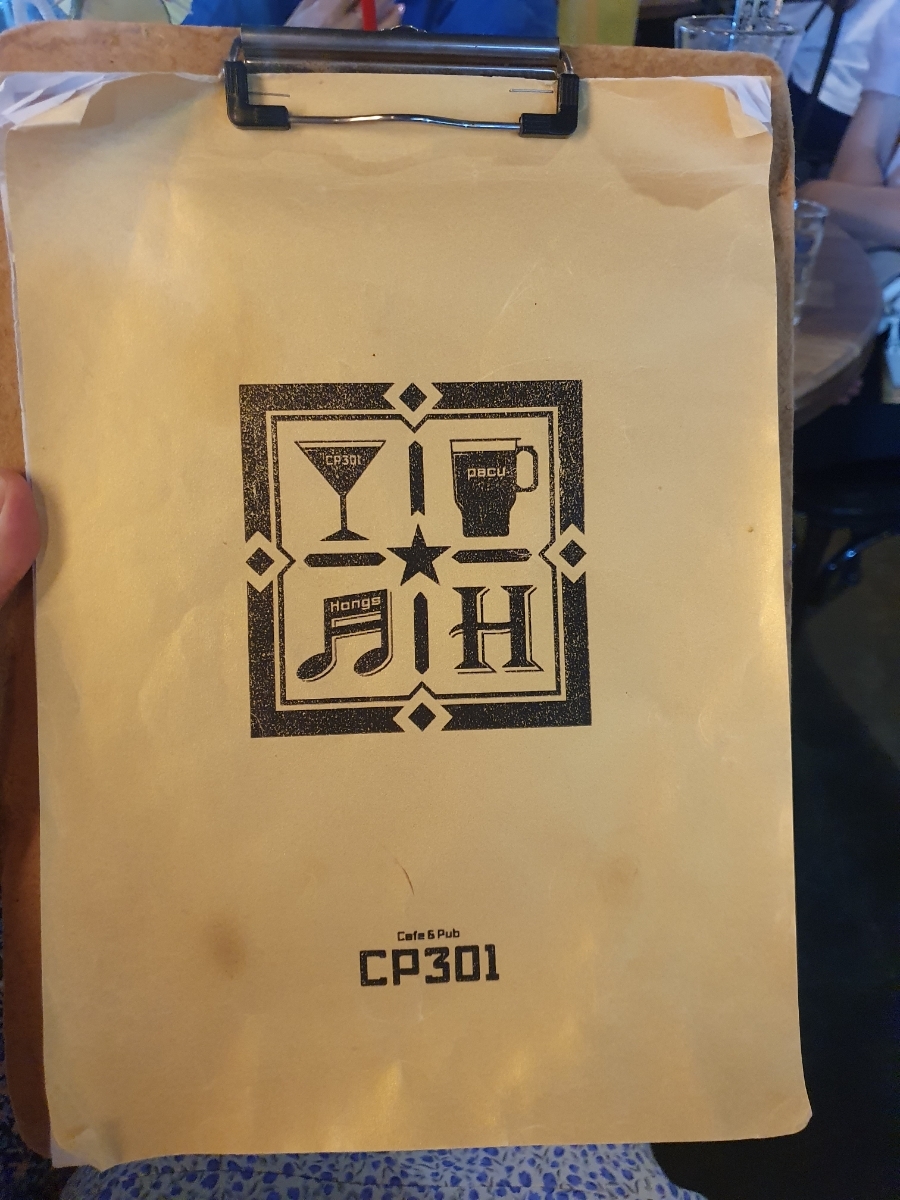 CP301
pacu
Hongs
H
Cafe & Pub
CP301